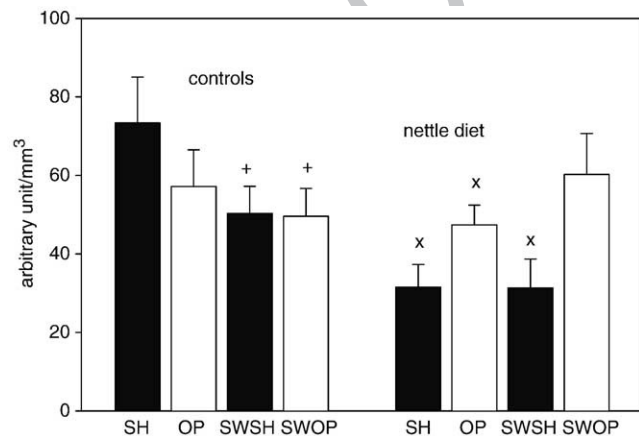 100
80
60
40
20
0
arbitrary unit/mm³
controls
nettle diet
+
+
x
x
x
SH OP SWSH SWOP SH OP SWSH SWOP